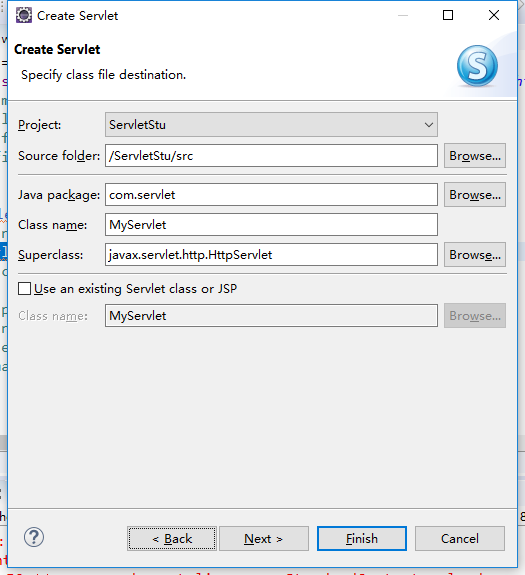 Create Servlet
Create Servlet
Specify class file destination.
S
Project: ServletStu
Source folder: /ServletStu/src Browse...
Java package: com.servlet Browse...
Class name: MyServlet
Superclass: javax.servlet.http.HttpServlet Browse...
Use an existing Servlet class or JSP
Class name: MyServlet Browse...
? < Back Next > Finish Cancel